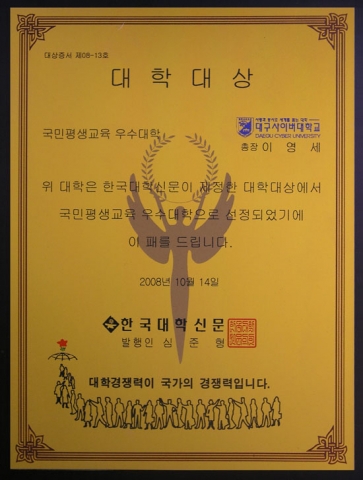 대상증서 제08-13호
대 학 대 상
국민평생교육 우수대학
대구사이버대학교
DAEGU CYBER UNIVERSITY
총장 이 영 세
위 대학은 한국대학신문이 제정한 대학대상에서
국민평생교육 우수대학으로 선정되었기에
이 패를 드립니다.
2008년 10월 14일
한국대학신문
발행인 심 준 형
대학경쟁력이 국가의 경쟁력입니다.